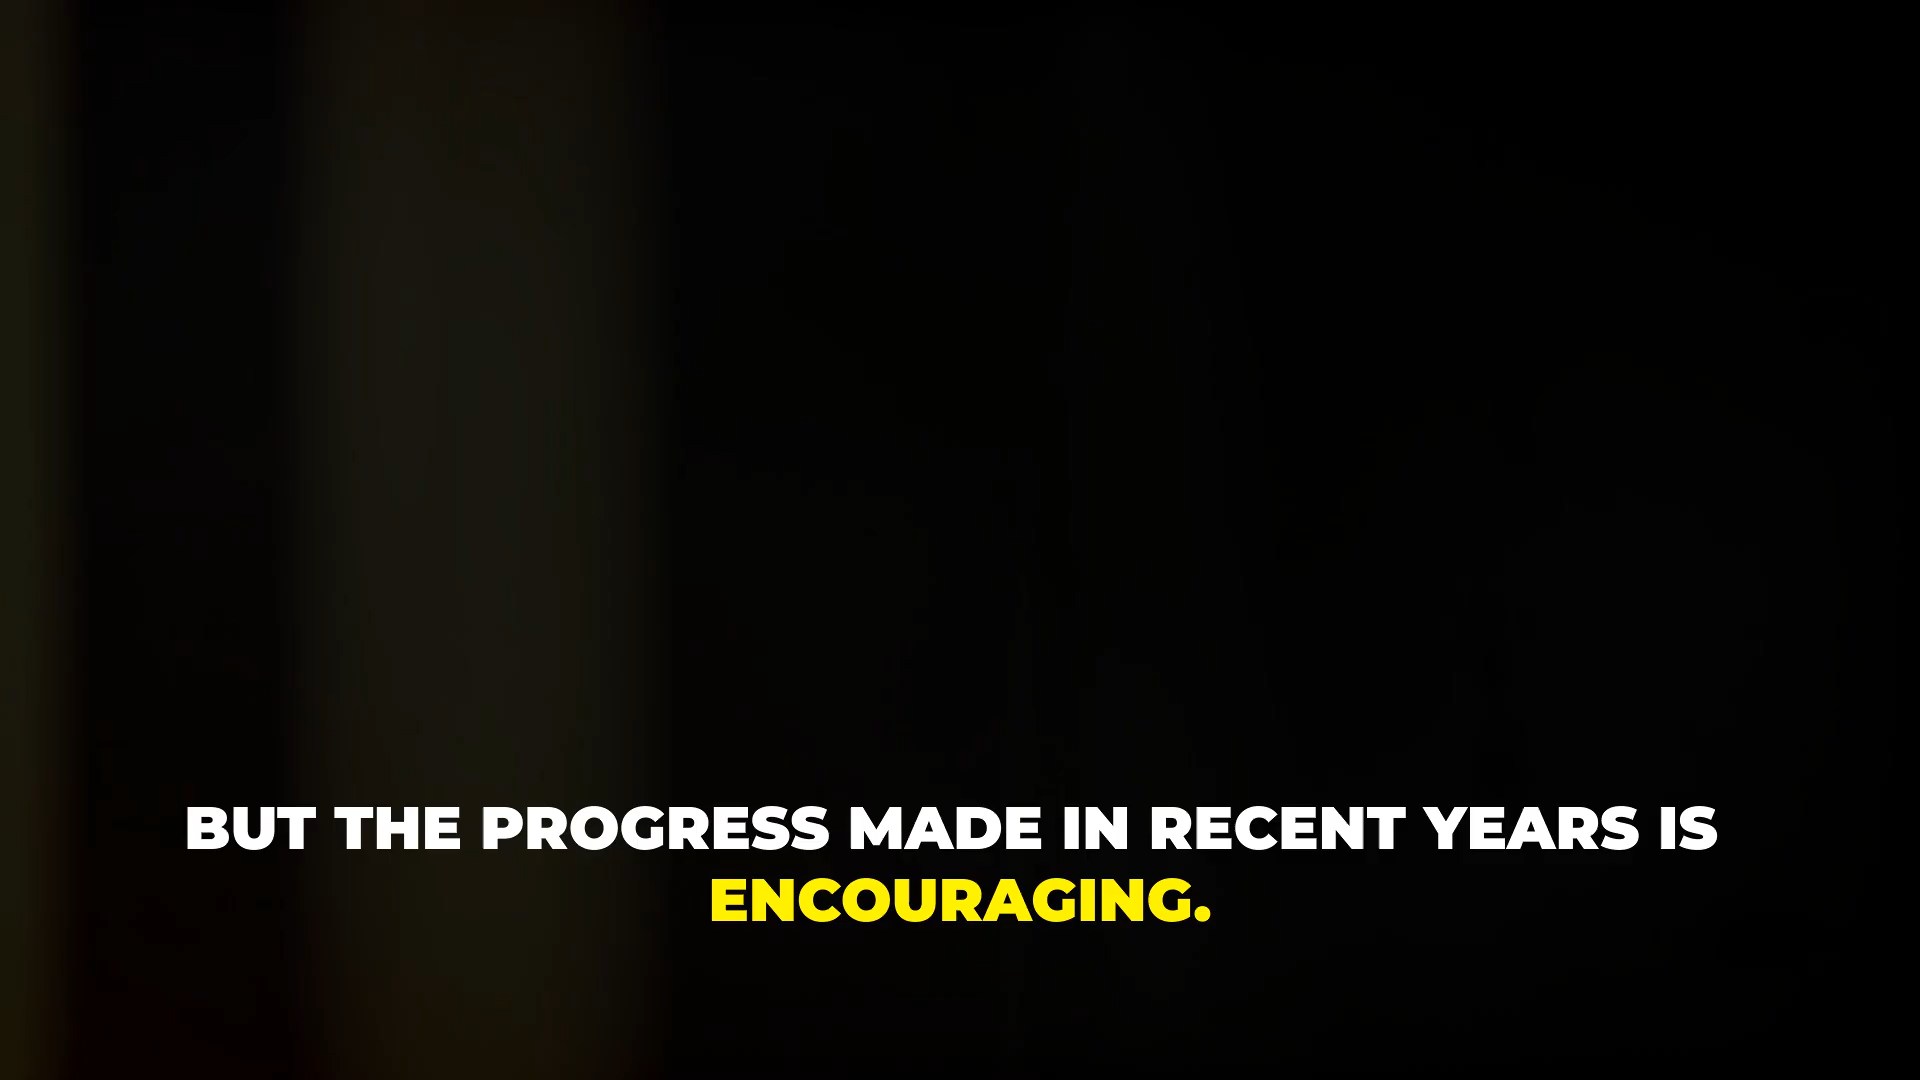 BUT THE PROGRESS MADE IN RECENT YEARS IS
ENCOURAGING.